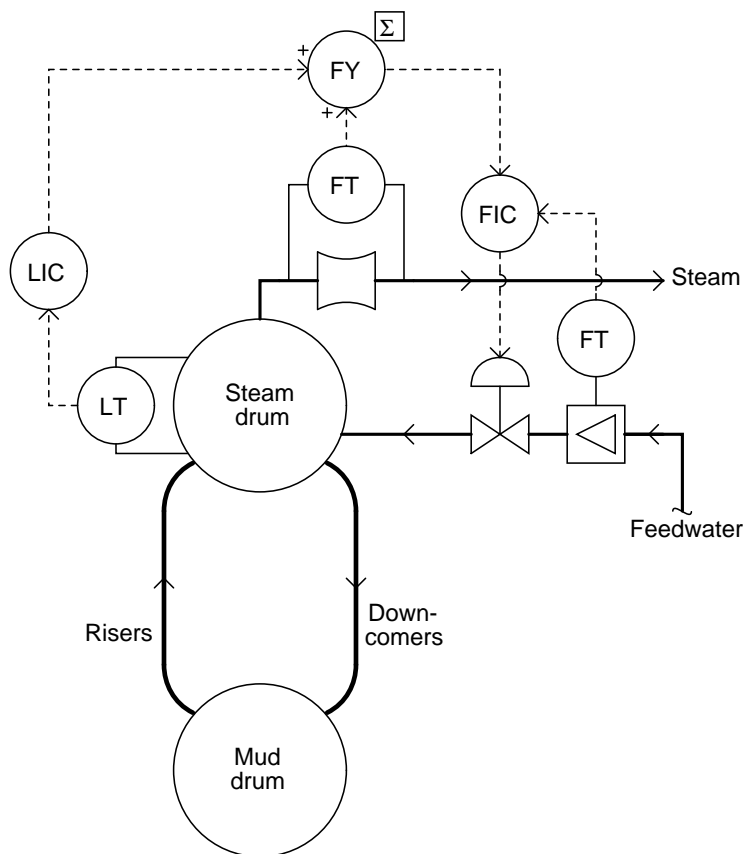 Σ
+
FY
+
FT
FIC
LIC
Steam
FT
LT
Steam
drum
Feedwater
Risers
Down-
comers
Mud
drum